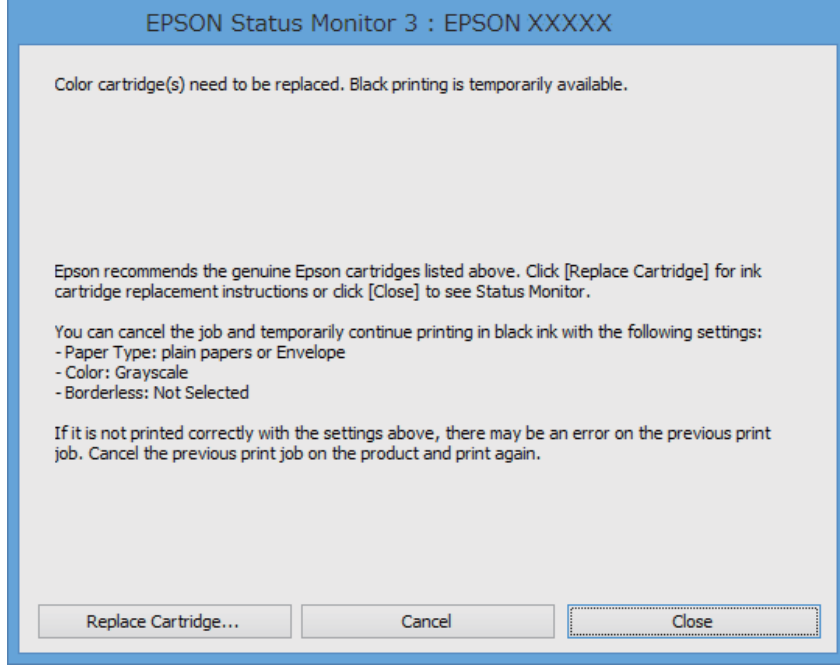 EPSON Status Monitor 3 : EPSON XXXXX
Color cartridge(s) need to be replaced. Black printing is temporarily available.
Epson recommends the genuine Epson cartridges listed above. Click [Replace Cartridge] for ink
cartridge replacement instructions or click [Close] to see Status Monitor.
You can cancel the job and temporarily continue printing in black ink with the following settings:
- Paper Type: plain papers or Envelope
- Color: Grayscale
- Borderless: Not Selected
If it is not printed correctly with the settings above, there may be an error on the previous print
job. Cancel the previous print job on the product and print again.
Replace Cartridge... Cancel Close